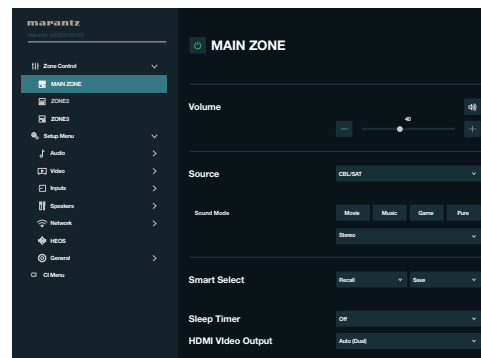 marantz
Zone Control
MAIN ZONE
ZONE2
ZONE3
Setup Menu
Audio
Video
Inputs
Speakers
Network
HEOS
General
CI CI Menu
MAIN ZONE
Volume
40
Source
CBL/SAT
Sound Mode
Movie Music Game Pure
Stereo
Smart Select
Recall Save
Sleep Timer
Off
HDMI Video Output
Auto (Dual)